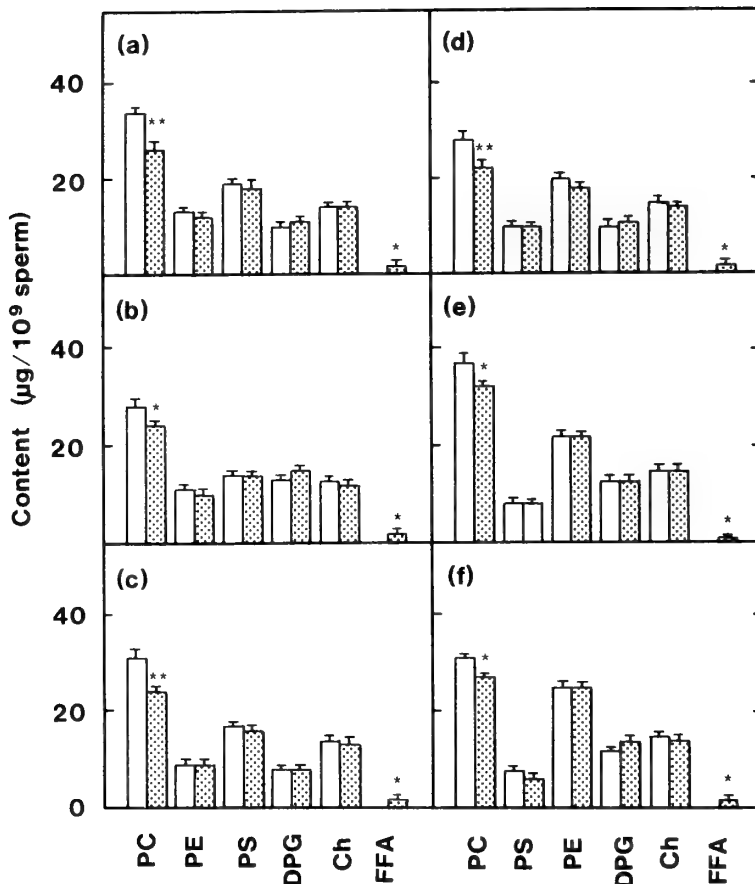 Content (µg/10⁹ sperm)
(a)
40
**
20
*
(d)
**
*
(b)
40
*
20
*
(e)
*
*
(c)
40
**
20
*
0
(f)
*
*
PC PE PS DPG Ch FFA
PC PS PE DPG Ch FFA